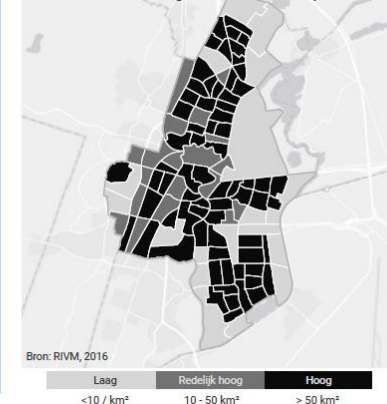 Bron: RIVM, 2016
Laag Redelijk hoog Hoog
<10 / km² 10 - 50 km² > 50 km²